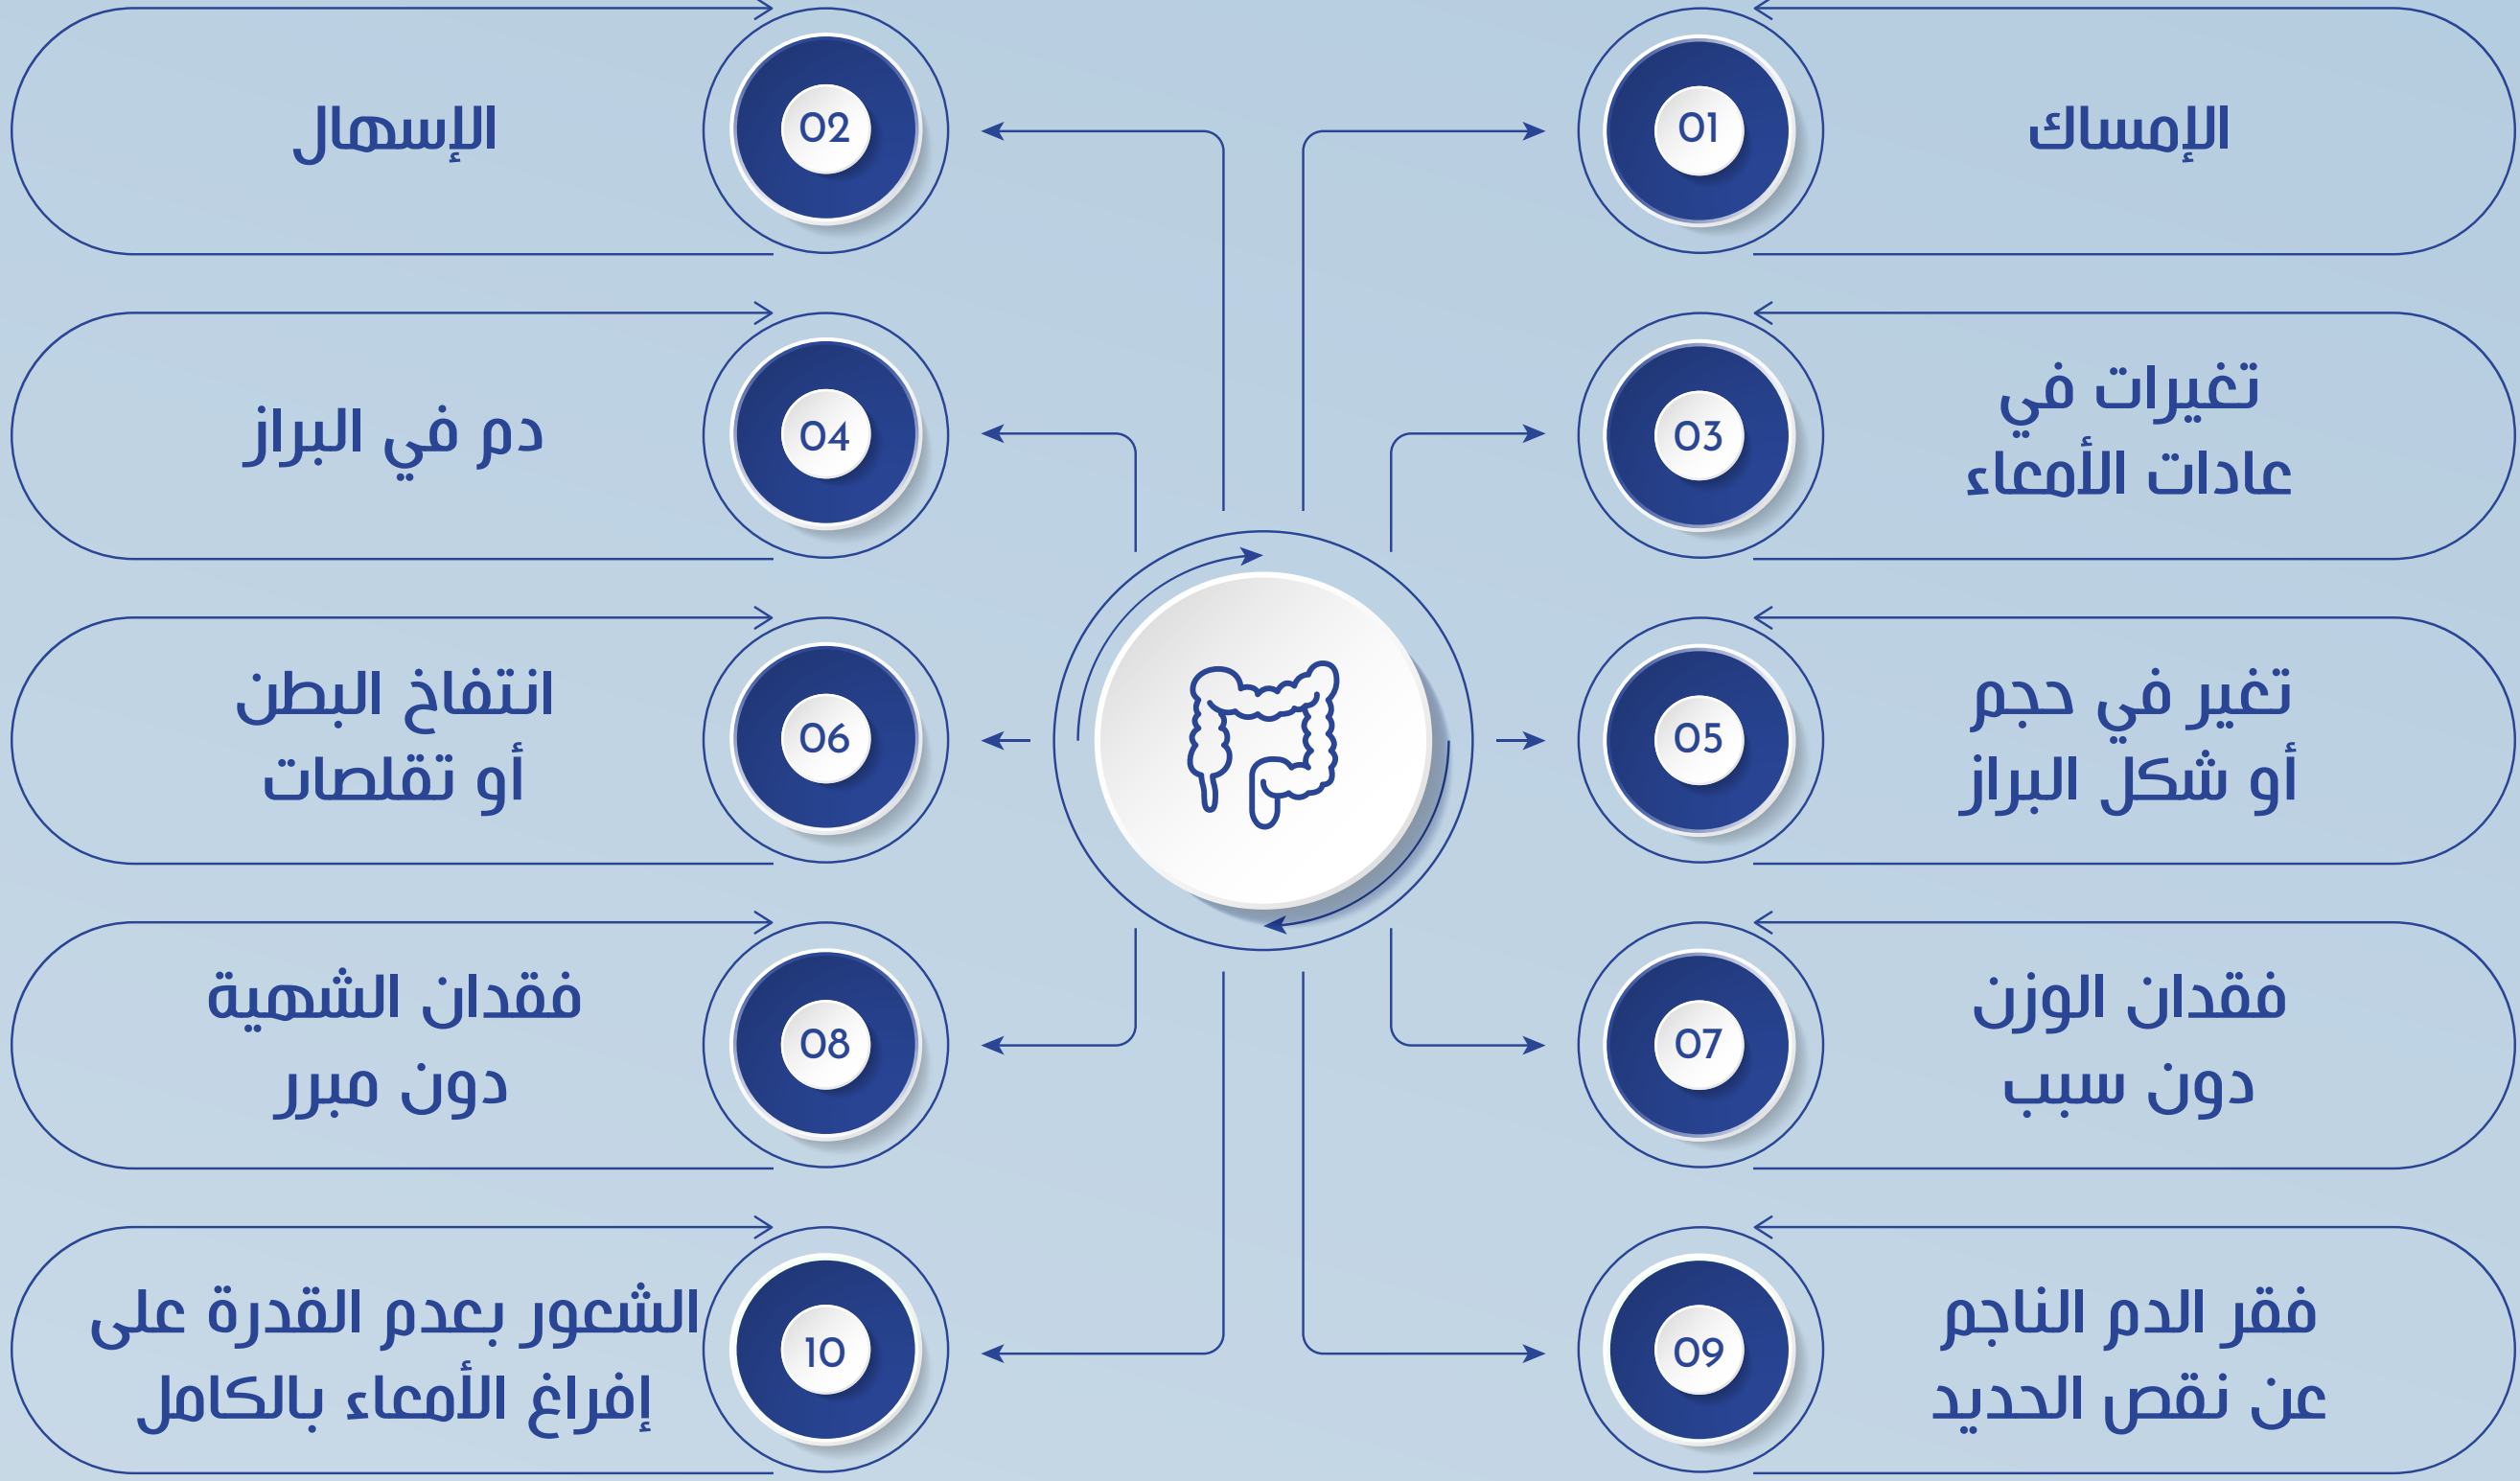 01
الإمساك
02
الإسهال
03
تغيرات في
عادات الأمعاء
04
دم في البراز
05
تغير في حجم
أو شكل البراز
06
انتفاخ البطن
أو تقلصات
07
فقدان الوزن
دون سبب
08
فقدان الشهية
دون مبرر
09
فقر الدم الناجم
عن نقص الحديد
10
الشعور بعدم القدرة على
إفراغ الأمعاء بالكامل